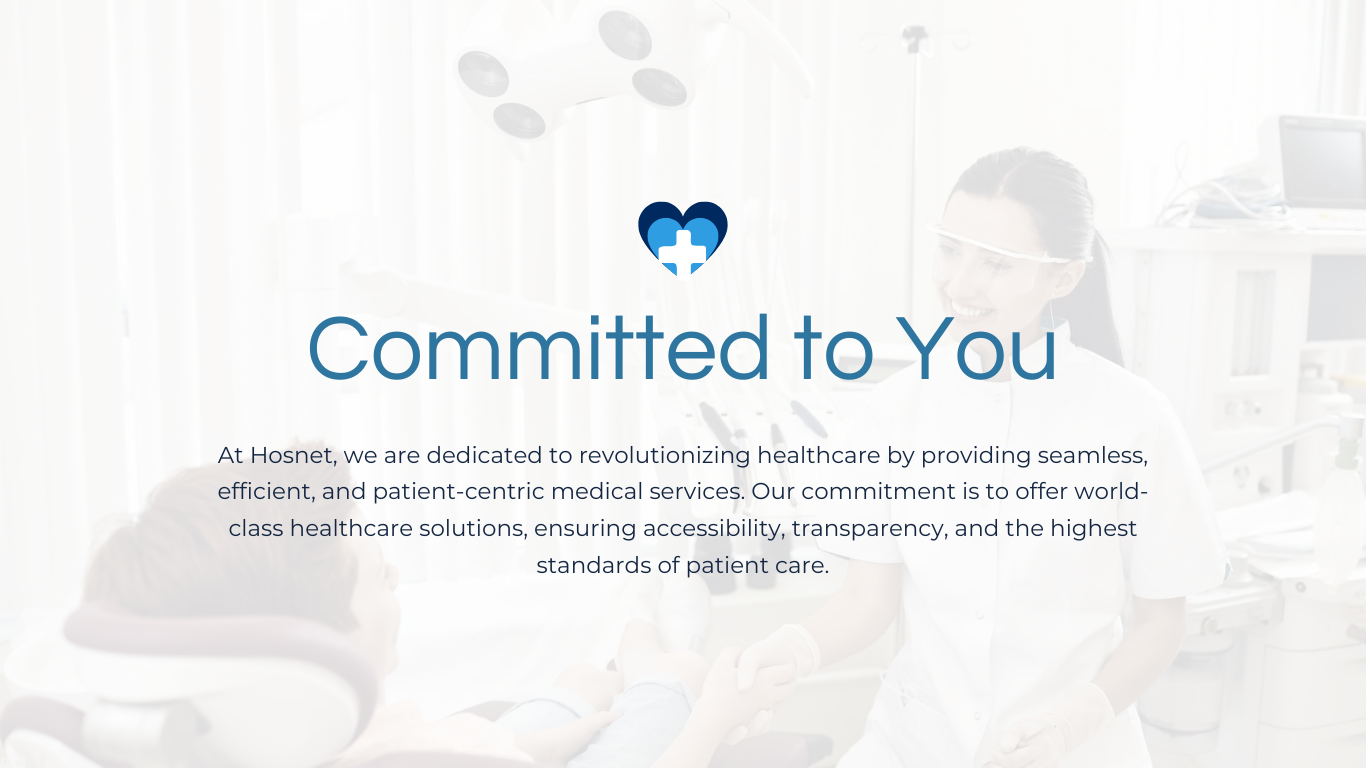 Committed to You
At Hosnet, we are dedicated to revolutionizing healthcare by providing seamless,
efficient, and patient-centric medical services. Our commitment is to offer world-
class healthcare solutions, ensuring accessibility, transparency, and the highest
standards of patient care.